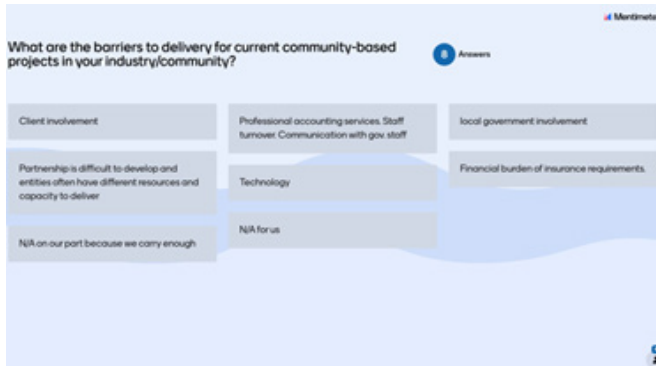 Mentimete
What are the barriers to delivery for current community-based
projects in your industry/community?
8 Answers
Client involvement
Partnership is difficult to develop and
entities often have different resources and
capacity to deliver
N/A on our part because we carry enough
Professional accounting services. Staff
turnover. Communication with gov. staff
Technology
N/A for us
local government involvement
Financial burden of insurance requirements.